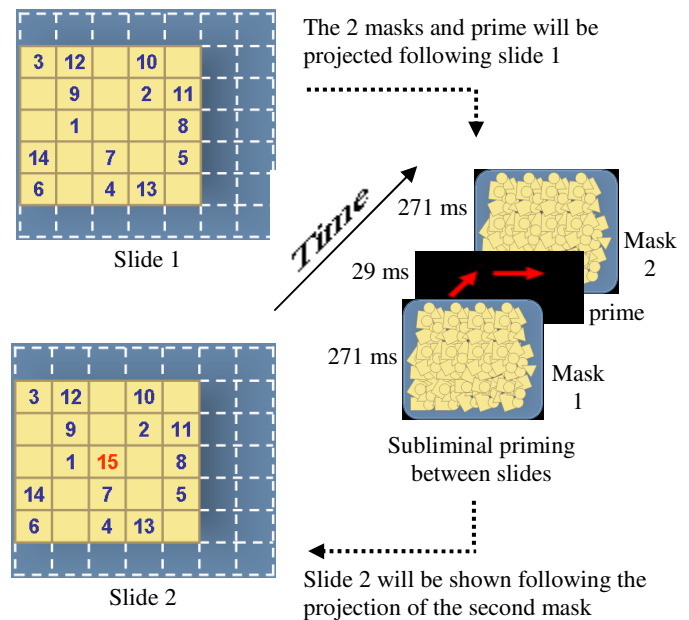 The 2 masks and prime will be
projected following slide 1
3 12 10
9 2 11
1 8
14 7 5
6 4 13
Slide 1
Time
271 ms
Mask
2
29 ms
prime
271 ms
Mask
1
Subliminal priming
between slides
3 12 10
9 2 11
1 15 8
14 7 5
6 4 13
Slide 2
Slide 2 will be shown following the
projection of the second mask